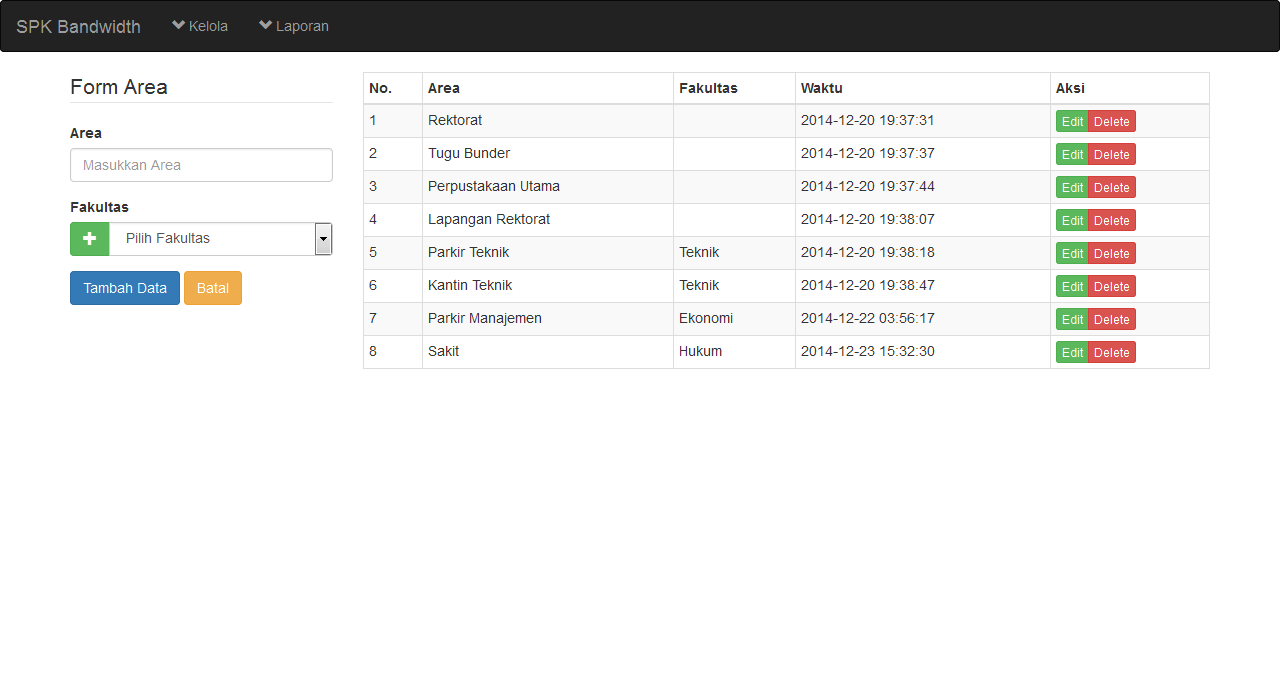 SPK Bandwidth Kelola Laporan
Form Area
Area
Masukkan Area
Fakultas
Pilih Fakultas
Tambah Data Batal
No. Area Fakultas Waktu Aksi
1 Rektorat 2014-12-20 19:37:31 Edit Delete
2 Tugu Bunder 2014-12-20 19:37:37 Edit Delete
3 Perpustakaan Utama 2014-12-20 19:37:44 Edit Delete
4 Lapangan Rektorat 2014-12-20 19:38:07 Edit Delete
5 Parkir Teknik Teknik 2014-12-20 19:38:18 Edit Delete
6 Kantin Teknik Teknik 2014-12-20 19:38:47 Edit Delete
7 Parkir Manajemen Ekonomi 2014-12-22 03:56:17 Edit Delete
8 Sakit Hukum 2014-12-23 15:32:30 Edit Delete